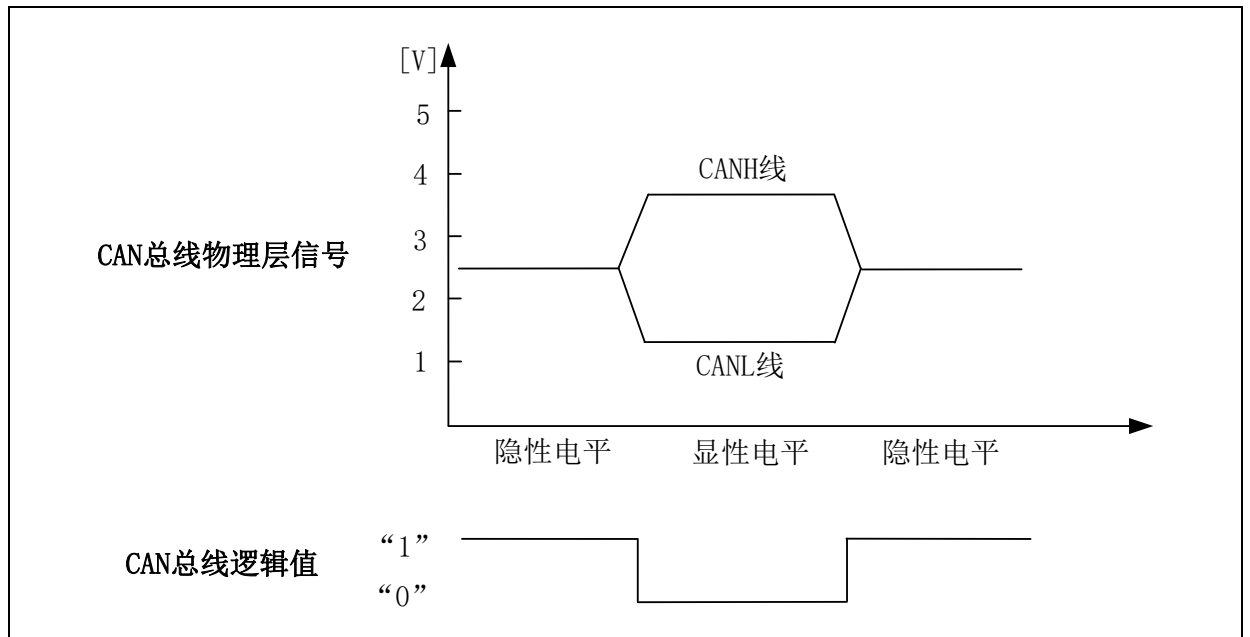 [V]
5
4
CANH线
3
CAN总线物理层信号
2
1
CANL线
隐性电平 显性电平 隐性电平
“1”
CAN总线逻辑值
“0”